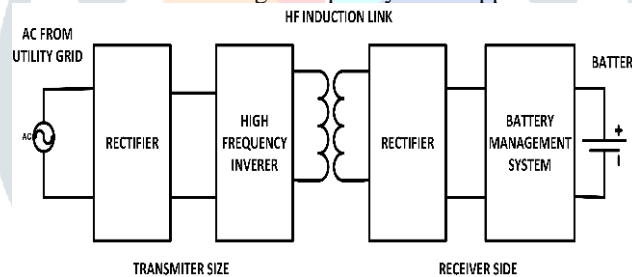 HF INDUCTION LINK
AC FROM
UTILITY GRID
BATTER
AC
RECTIFIER
HIGH
FREQUENCY
INVERER
RECTIFIER
BATTERY
MANAGEMENT
SYSTEM
+
TRANSMITER SIZE
RECEIVER SIDE